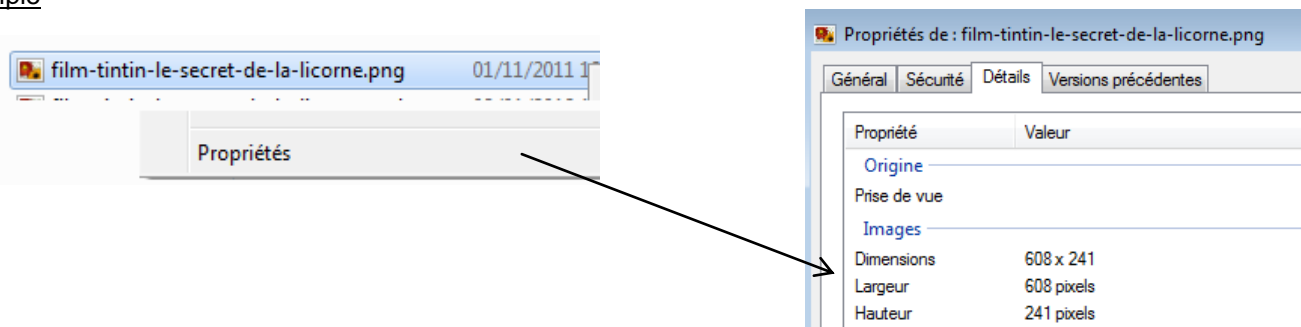 film-tintin-le-secret-de-la-licorne.png 01/11/2011
Propriétés
Propriétés de : film-tintin-le-secret-de-la-licorne.png
Général Sécurité Détails Versions précédentes
Propriété Valeur
Origine
Prise de vue
Images
Dimensions 608 x 241
Largeur 608 pixels
Hauteur 241 pixels